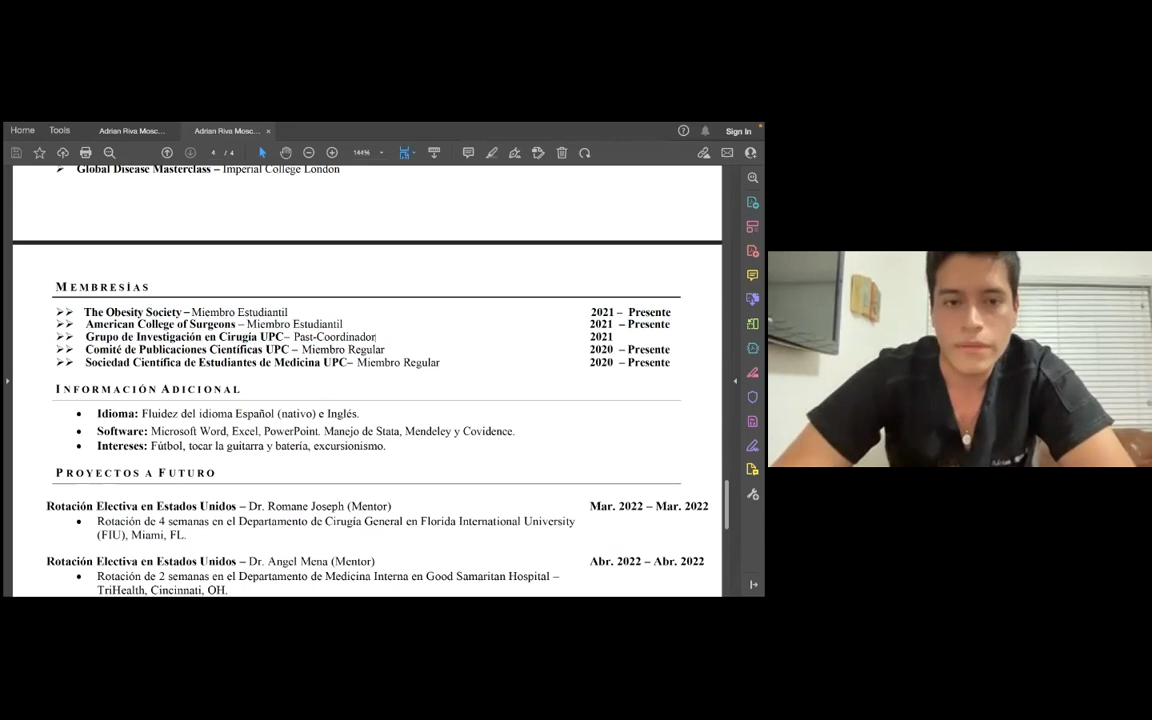 Home Tools Adrian Riva Mosc... Adrian Riva Mosc... × Sign In
4 / 4 144%
Global Disease Masterclass – Imperial College London
MEMBRESÍAS
The Obesity Society – Miembro Estudiantil 2021 – Presente
American College of Surgeons – Miembro Estudiantil 2021 – Presente
Grupo de Investigación en Cirugía UPC– Past-Coordinador 2021
Comité de Publicaciones Científicas UPC – Miembro Regular 2020 – Presente
Sociedad Científica de Estudiantes de Medicina UPC– Miembro Regular 2020 – Presente
INFORMACIÓN ADICIONAL
• Idioma: Fluidez del idioma Español (nativo) e Inglés.
• Software: Microsoft Word, Excel, PowerPoint. Manejo de Stata, Mendeley y Covidence.
• Intereses: Fútbol, tocar la guitarra y batería, excursionismo.
PROYECTOS A FUTURO
Rotación Electiva en Estados Unidos – Dr. Romane Joseph (Mentor) Mar. 2022 – Mar. 2022
• Rotación de 4 semanas en el Departamento de Cirugía General en Florida International University
(FIU), Miami, FL.
Rotación Electiva en Estados Unidos – Dr. Angel Mena (Mentor) Abr. 2022 – Abr. 2022
• Rotación de 2 semanas en el Departamento de Medicina Interna en Good Samaritan Hospital –
TriHealth, Cincinnati, OH.